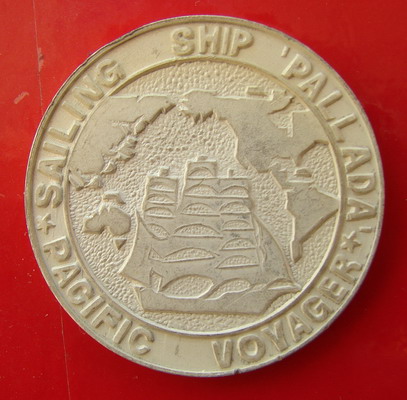 SAILING SHIP 'PALLADA'
* PACIFIC VOYAGER *